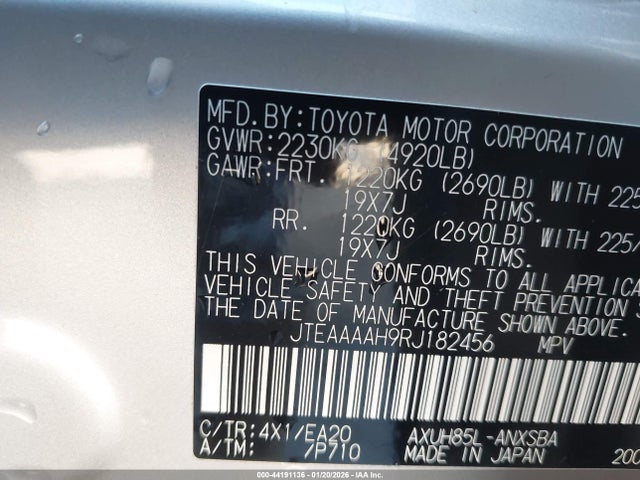 MFD. BY: TOYOTA MOTOR CORPORATION
GVWR: 2230KG (4920LB)
GAWR: FRT. 1220KG (2690LB) WITH 225
19X7J RIMS.
RR. 1220KG (2690LB) WITH 225
19X7J RIMS.
THIS VEHICLE CONFORMS TO ALL APPLICA
VEHICLE SAFETY AND THEFT PREVENTION S
THE DATE OF MANUFACTURE SHOWN ABOVE.
JTEAAAAH9RJ182456 MPV
C/TR: 4X1/EA20 AXUH85L-ANXSBA
A/TM: /P710 MADE IN JAPAN 200
000-44191136 - 01/20/2026 - IAA Inc.